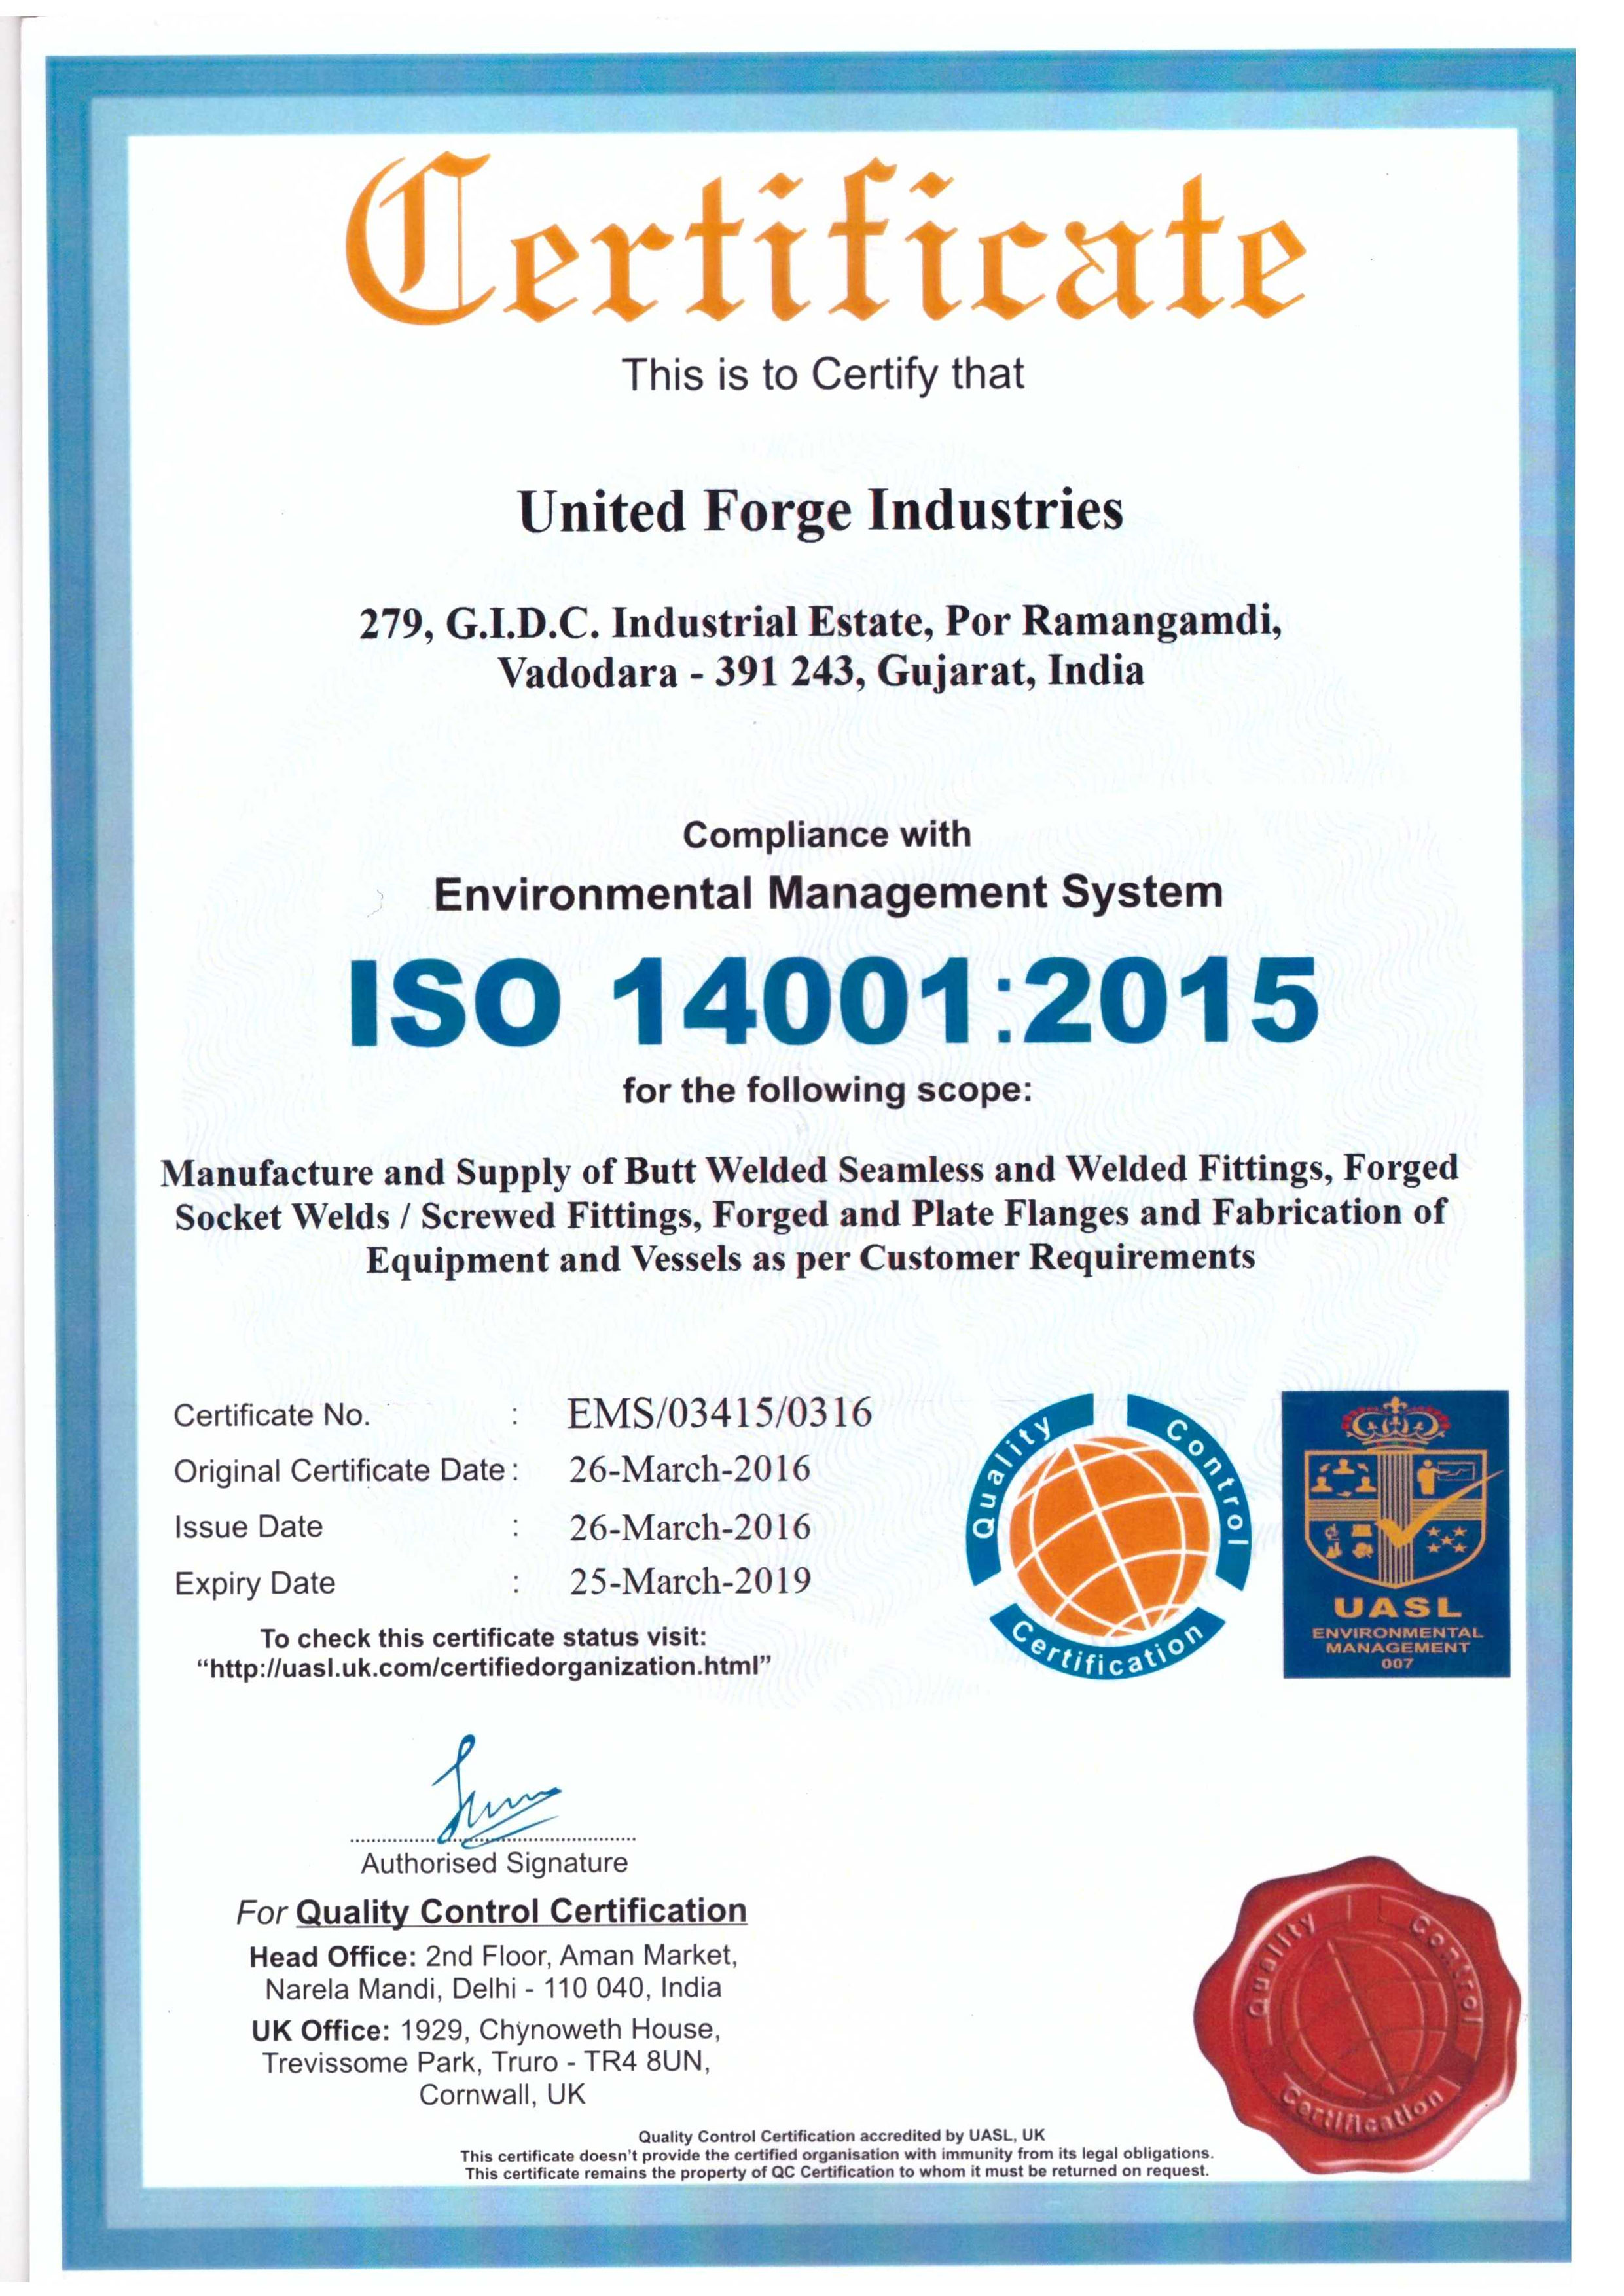 Certificate
This is to Certify that
United Forge Industries
279, G.I.D.C. Industrial Estate, Por Ramangamdi,
Vadodara - 391 243, Gujarat, India
Compliance with
Environmental Management System
ISO 14001:2015
for the following scope:
Manufacture and Supply of Butt Welded Seamless and Welded Fittings, Forged
Socket Welds / Screwed Fittings, Forged and Plate Flanges and Fabrication of
Equipment and Vessels as per Customer Requirements
Certificate No. : EMS/03415/0316
Original Certificate Date : 26-March-2016
Issue Date : 26-March-2016
Expiry Date : 25-March-2019
To check this certificate status visit:
“http://uasl.uk.com/certifiedorganization.html”
Quality Control Certification
UASL
ENVIRONMENTAL
MANAGEMENT
007
Authorised Signature
For Quality Control Certification
Head Office: 2nd Floor, Aman Market,
Narela Mandi, Delhi - 110 040, India
UK Office: 1929, Chynoweth House,
Trevissome Park, Truro - TR4 8UN,
Cornwall, UK
Quality Control Certification
Quality Control Certification accredited by UASL, UK
This certificate doesn't provide the certified organisation with immunity from its legal obligations.
This certificate remains the property of QC Certification to whom it must be returned on request.